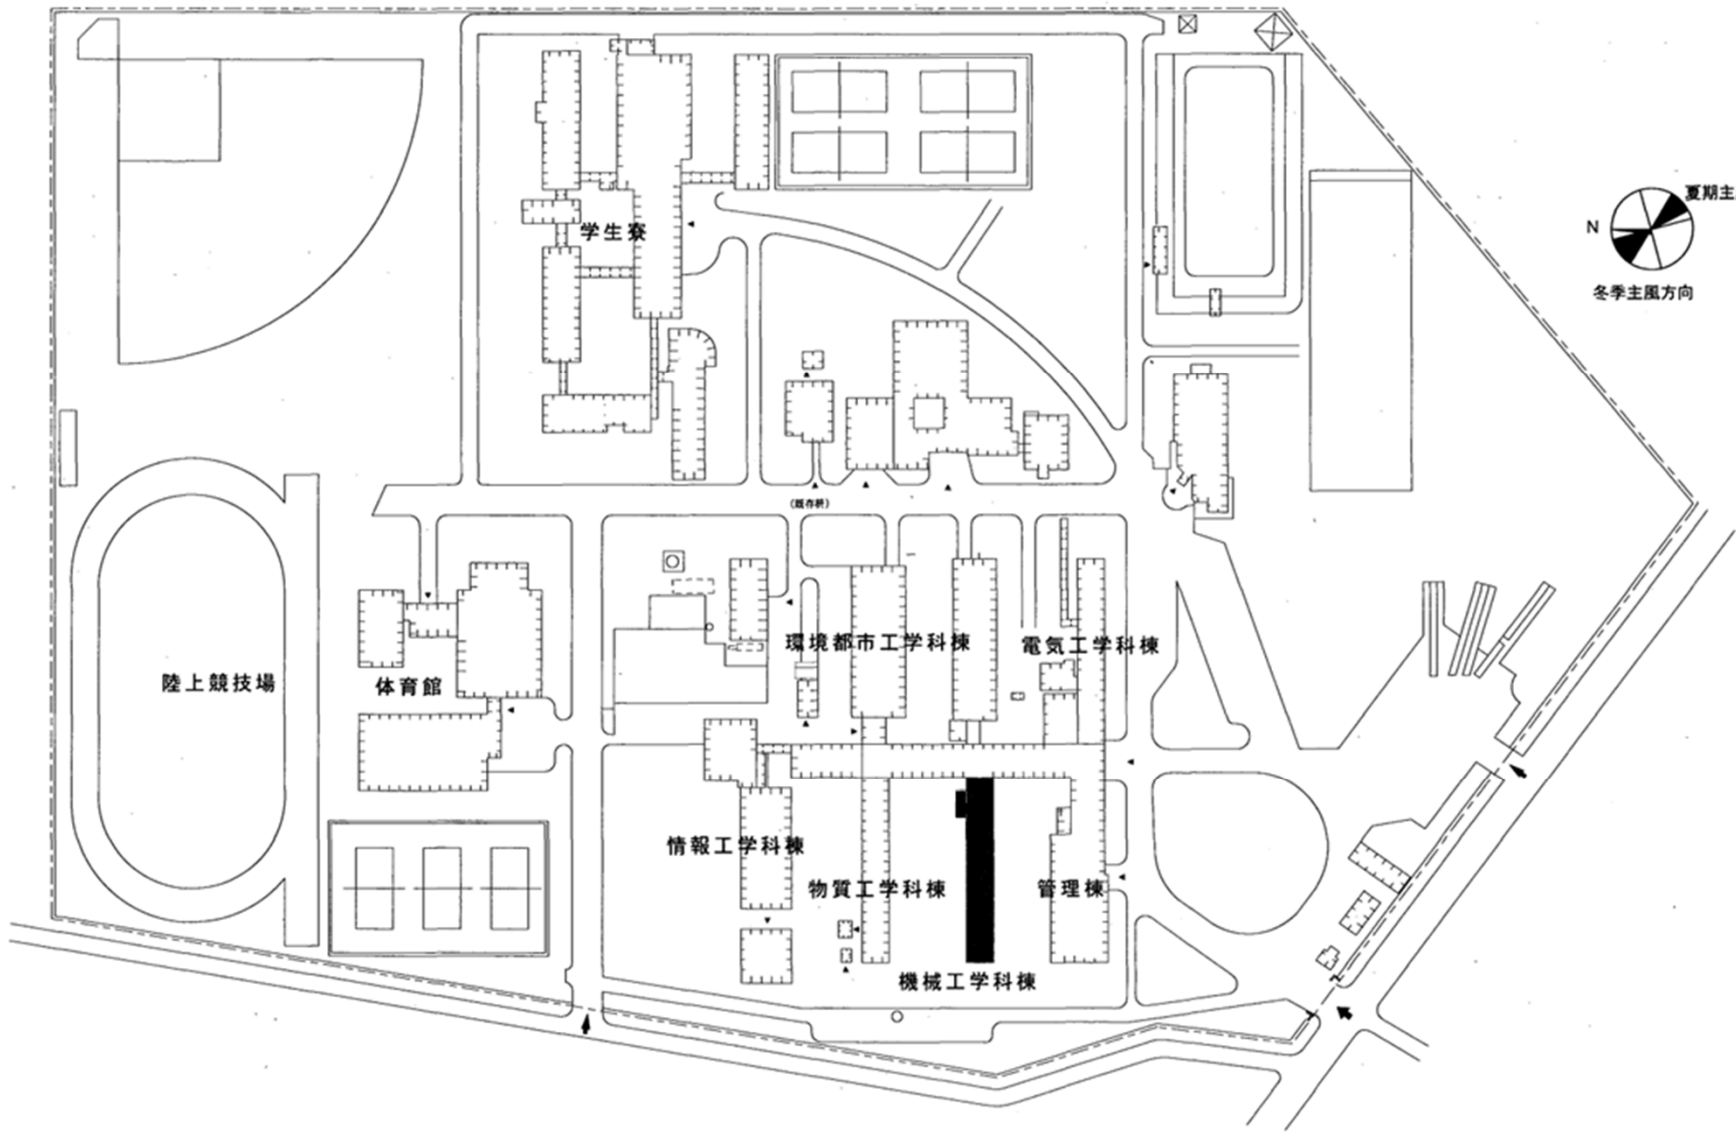 夏期主
N
冬季主風方向
学生寮
(既存枡)
環境都市工学科棟
電気工学科棟
陸上競技場
体育館
情報工学科棟
物質工学科棟
管理棟
機械工学科棟